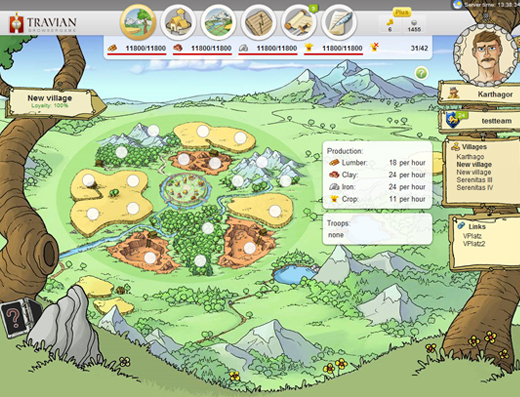 TRAVIAN
BROWSERGAME
Plus
6
1455
5
Server time: 13:38:34
11800/11800
11800/11800
11800/11800
11800/11800
31/42
New village
Loyalty: 100%
Karthagor
testteam
Villages
Karthago
New village
New village
Serenitas III
Serenitas IV
Production:
Lumber: 18 per hour
Clay: 24 per hour
Iron: 24 per hour
Crop: 11 per hour
Troops:
none
Links
VPlatz
VPlatz2
?
?